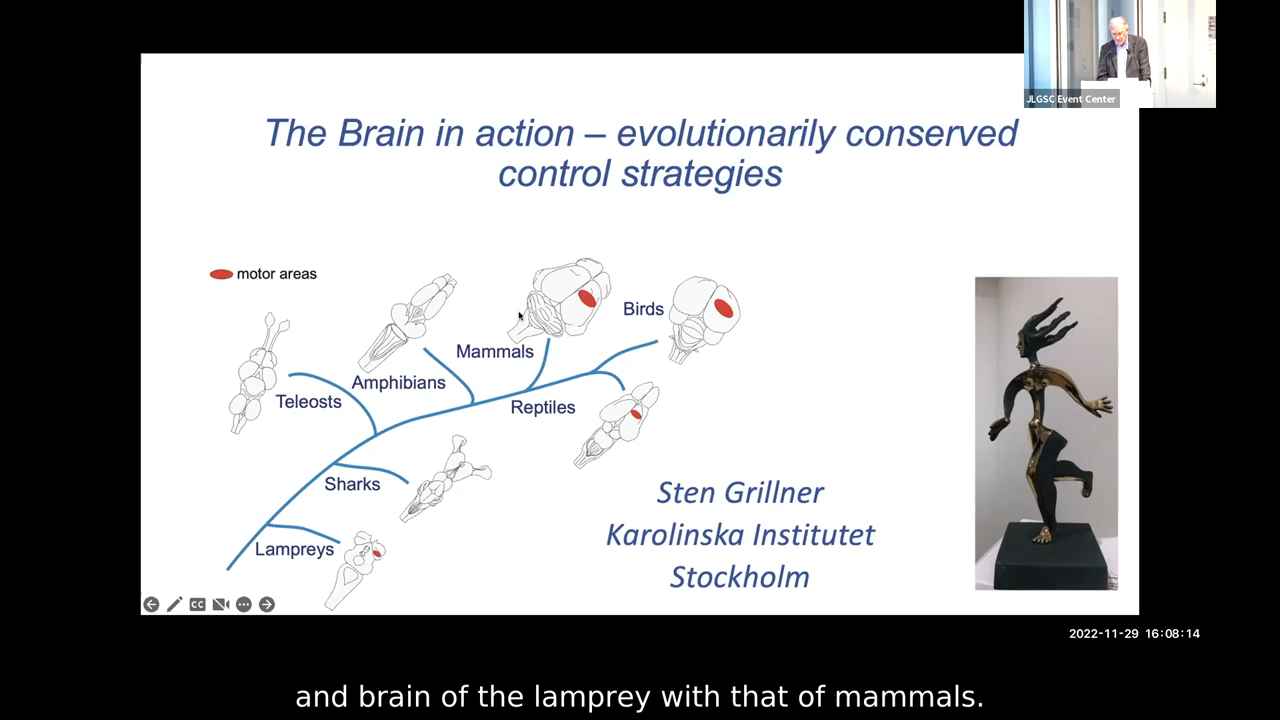 JLGSC Event Center
The Brain in action – evolutionarily conserved
control strategies
motor areas
Birds
Mammals
Amphibians
Teleosts
Reptiles
Sharks
Lampreys
Sten Grillner
Karolinska Institutet
Stockholm
CC
2022-11-29 16:08:14
and brain of the lamprey with that of mammals.